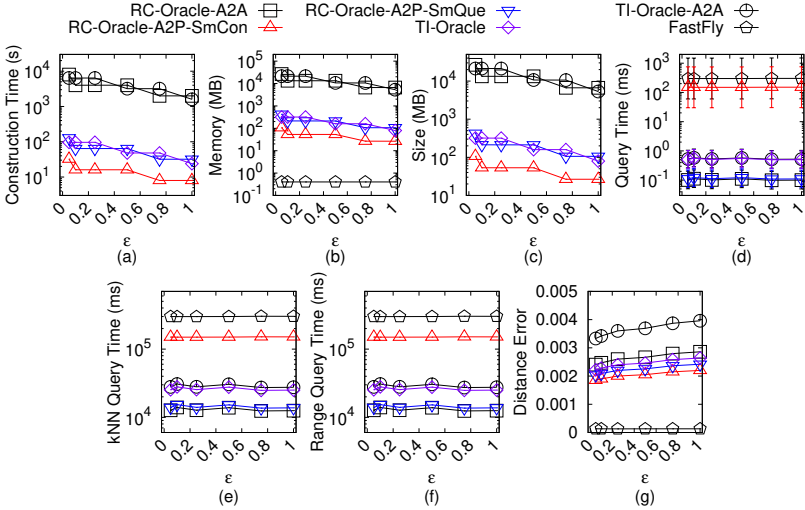 RC-Oracle-A2A RC-Oracle-A2P-SmQue TI-Oracle-A2A
RC-Oracle-A2P-SmCon TI-Oracle FastFly
Construction Time (s)
10^4
10^3
10^2
10^1
0 0.2 0.4 0.6 0.8 1
ε
(a)
Memory (MB)
10^5
10^4
10^3
10^2
10^1
10^0
10^-1
0 0.2 0.4 0.6 0.8 1
ε
(b)
Size (MB)
10^4
10^3
10^2
10^1
0 0.2 0.4 0.6 0.8 1
ε
(c)
Query Time (ms)
10^3
10^2
10^1
10^0
10^-1
0 0.2 0.4 0.6 0.8 1
ε
(d)
kNN Query Time (ms)
10^5
10^4
0 0.2 0.4 0.6 0.8 1
ε
(e)
Range Query Time (ms)
10^5
10^4
0 0.2 0.4 0.6 0.8 1
ε
(f)
Distance Error
0.005
0.004
0.003
0.002
0.001
0
0 0.2 0.4 0.6 0.8 1
ε
(g)